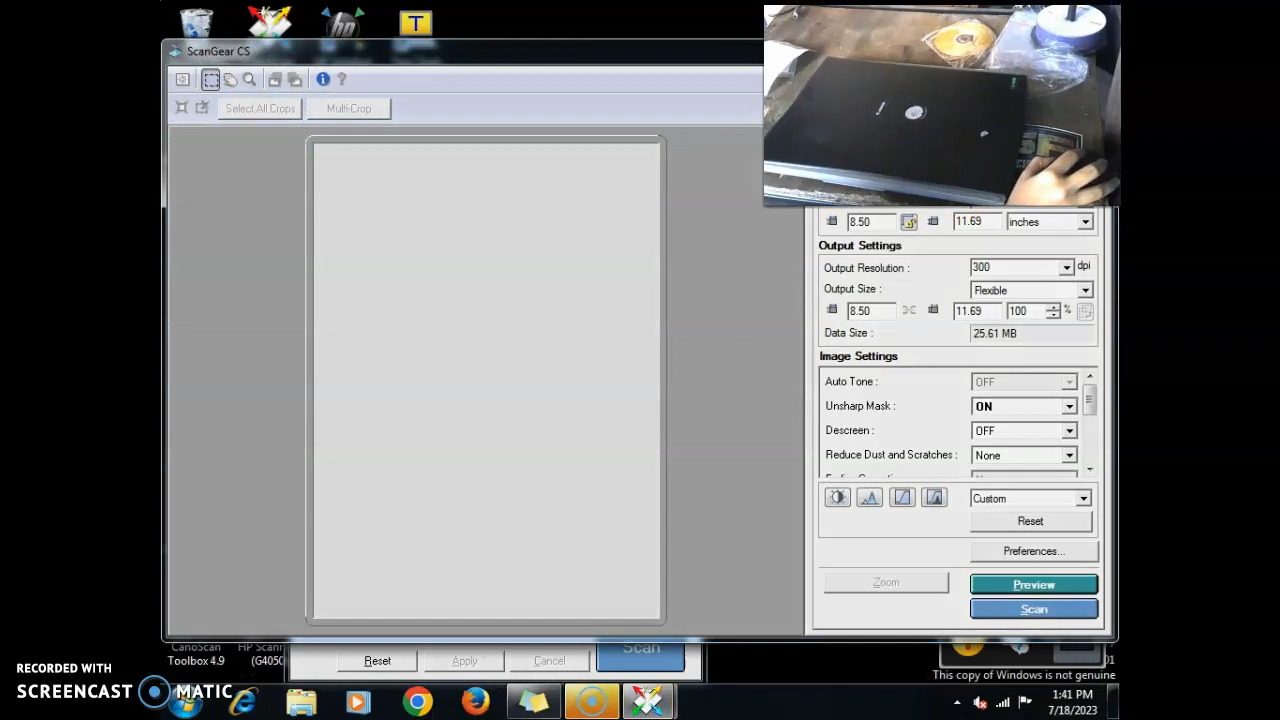 T
ScanGear CS
Select All Crops Multi-Crop
8.50 11.69 inches
Output Settings
Output Resolution : 300 dpi
Output Size : Flexible
8.50 11.69 100 %
Data Size : 25.61 MB
Image Settings
Auto Tone : OFF
Unsharp Mask : ON
Descreen : OFF
Reduce Dust and Scratches : None
Custom
Reset
Preferences...
Zoom Preview
Scan
CanoScan
Toolbox 4.9
HP Scanr
(G4050
Scan
Reset Apply Cancel
This copy of Windows is not genuine
RECORDED WITH
SCREENCAST MATIC
1:41 PM
7/18/2023